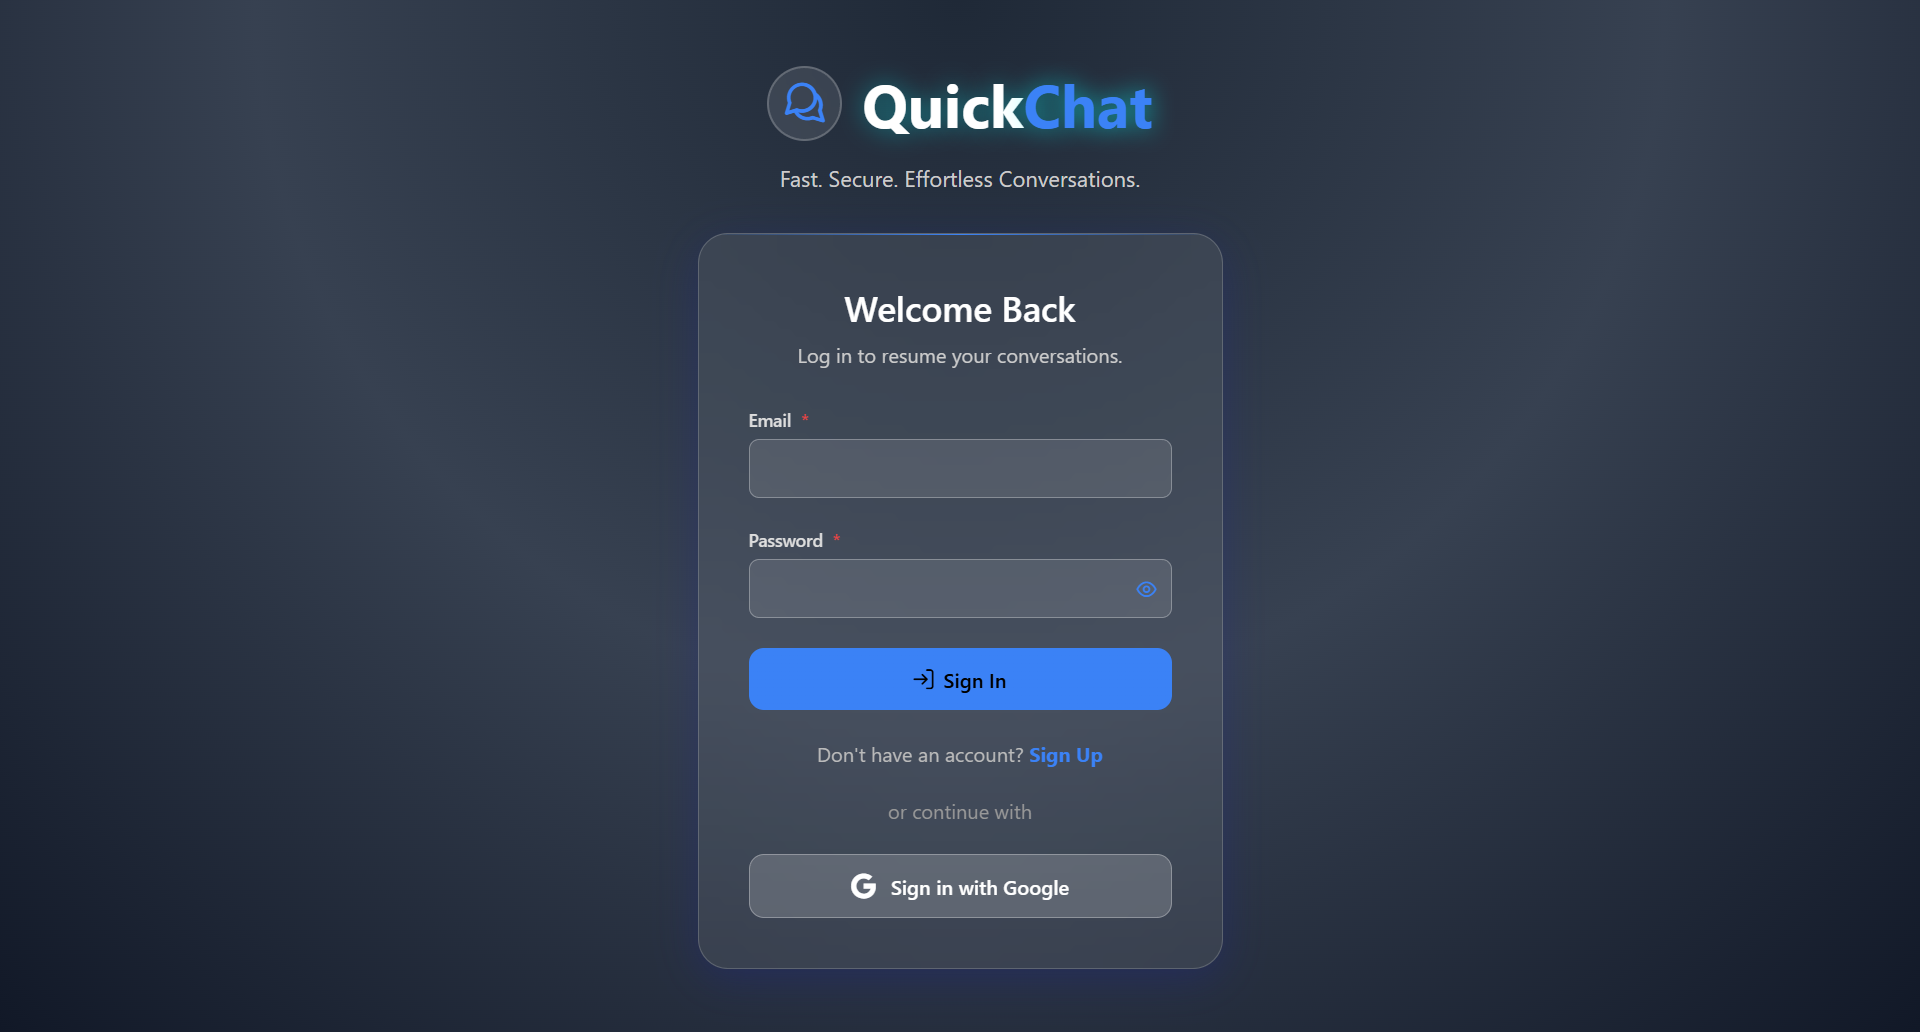 QuickChat
Fast. Secure. Effortless Conversations.
Welcome Back
Log in to resume your conversations.
Email *
Password *
Sign In
Don't have an account? Sign Up
or continue with
Sign in with Google